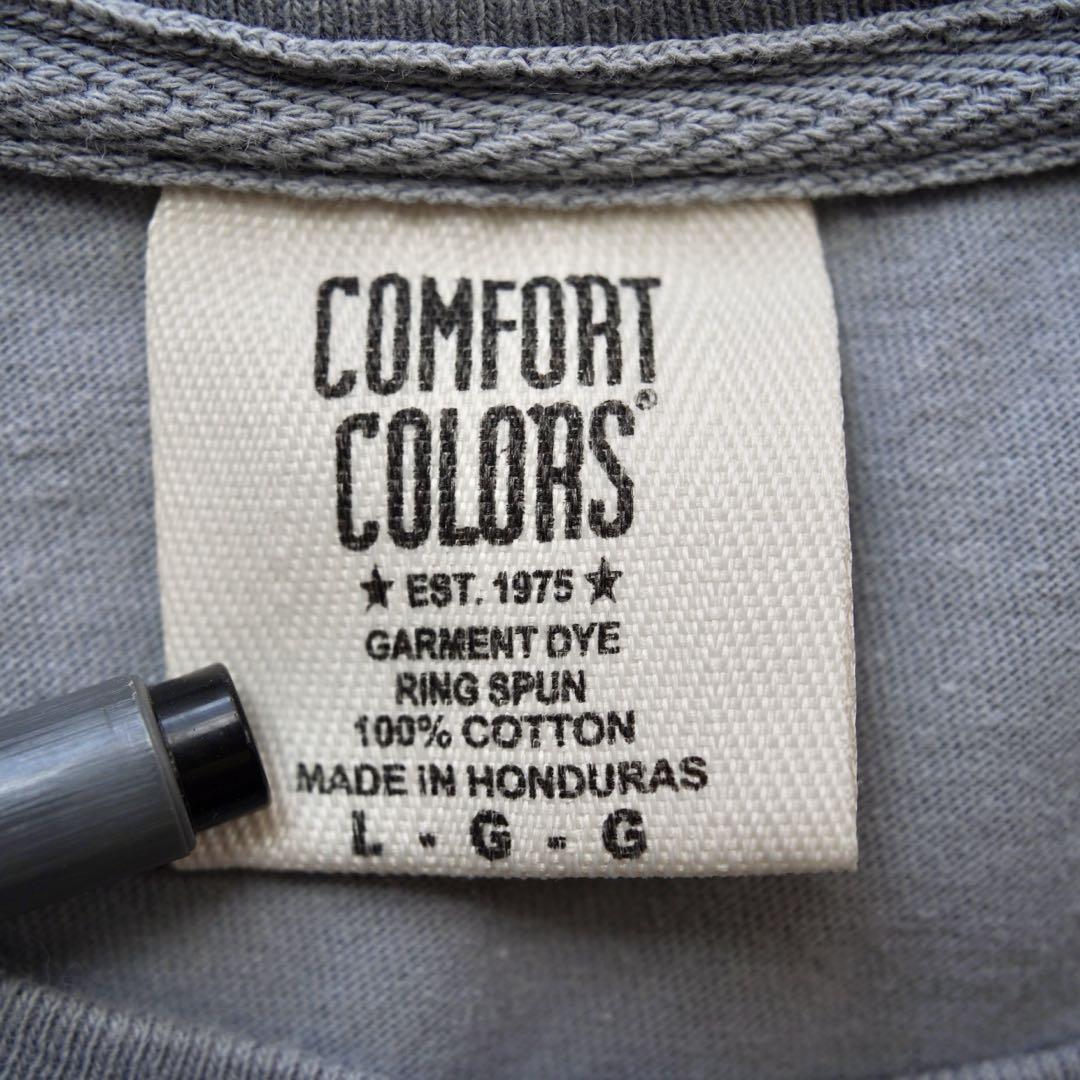 COMFORT
COLORS®
★ EST. 1975 ★
GARMENT DYE
RING SPUN
100% COTTON
MADE IN HONDURAS
L - G - G